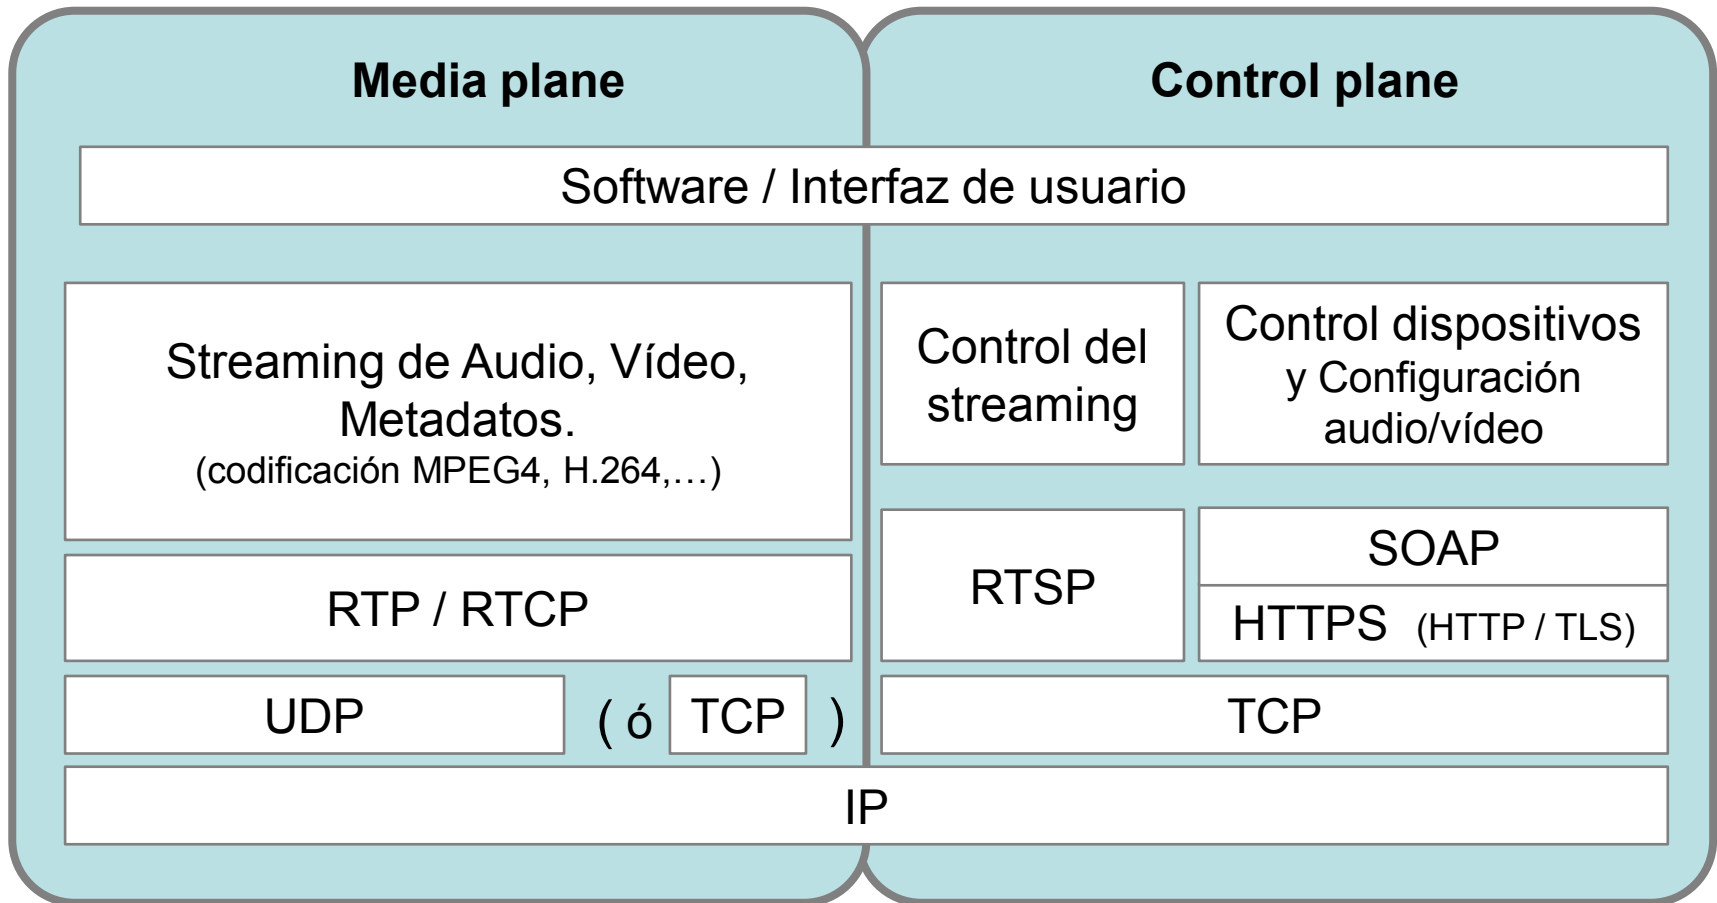 Media plane
Control plane
Software / Interfaz de usuario
Streaming de Audio, Vídeo,
Metadatos.
(codificación MPEG4, H.264,…)
Control del
streaming
Control dispositivos
y Configuración
audio/vídeo
RTP / RTCP
RTSP
SOAP
HTTPS (HTTP / TLS)
UDP
( ó TCP )
TCP
IP